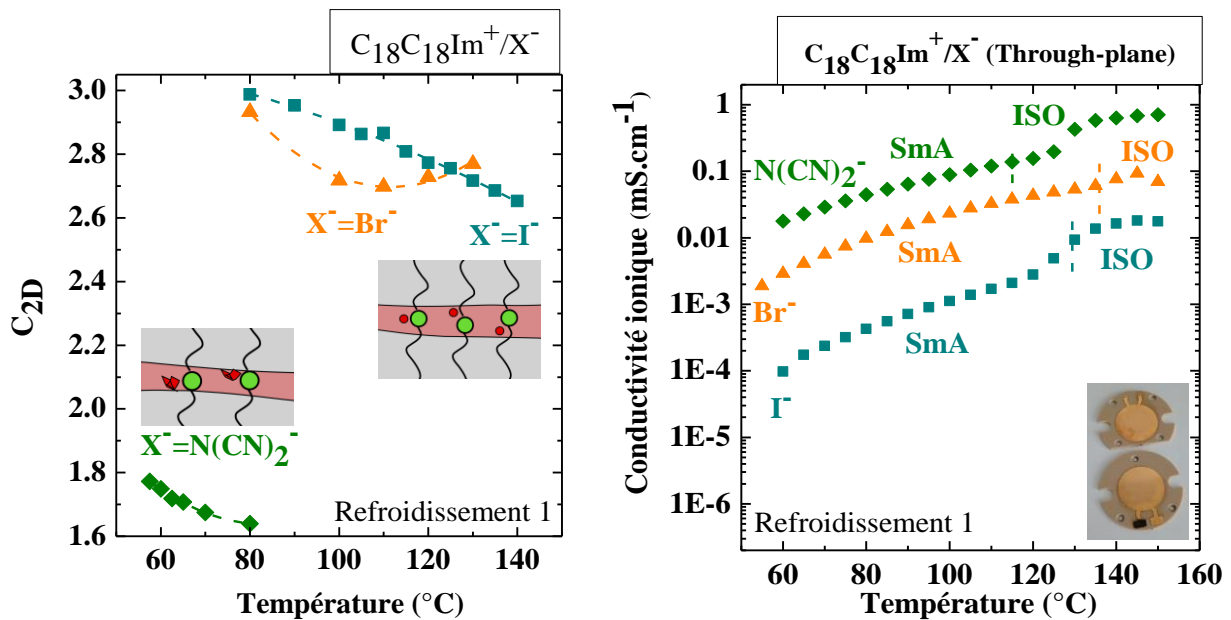 C₁₈C₁₈Im⁺/X⁻
3.0
2.8
2.6
2.4
2.2
2.0
1.8
1.6
C₂D
X⁻=Br⁻
X⁻=I⁻
X⁻=N(CN)₂⁻
Refroidissement 1
60 80 100 120 140
Température (°C)
C₁₈C₁₈Im⁺/X⁻ (Through-plane)
Conductivité ionique (mS.cm⁻¹)
1
0.1
0.01
1E-3
1E-4
1E-5
1E-6
ISO
SmA
N(CN)₂⁻
ISO
SmA
Br⁻
ISO
SmA
I⁻
Refroidissement 1
60 80 100 120 140 160
Température (°C)